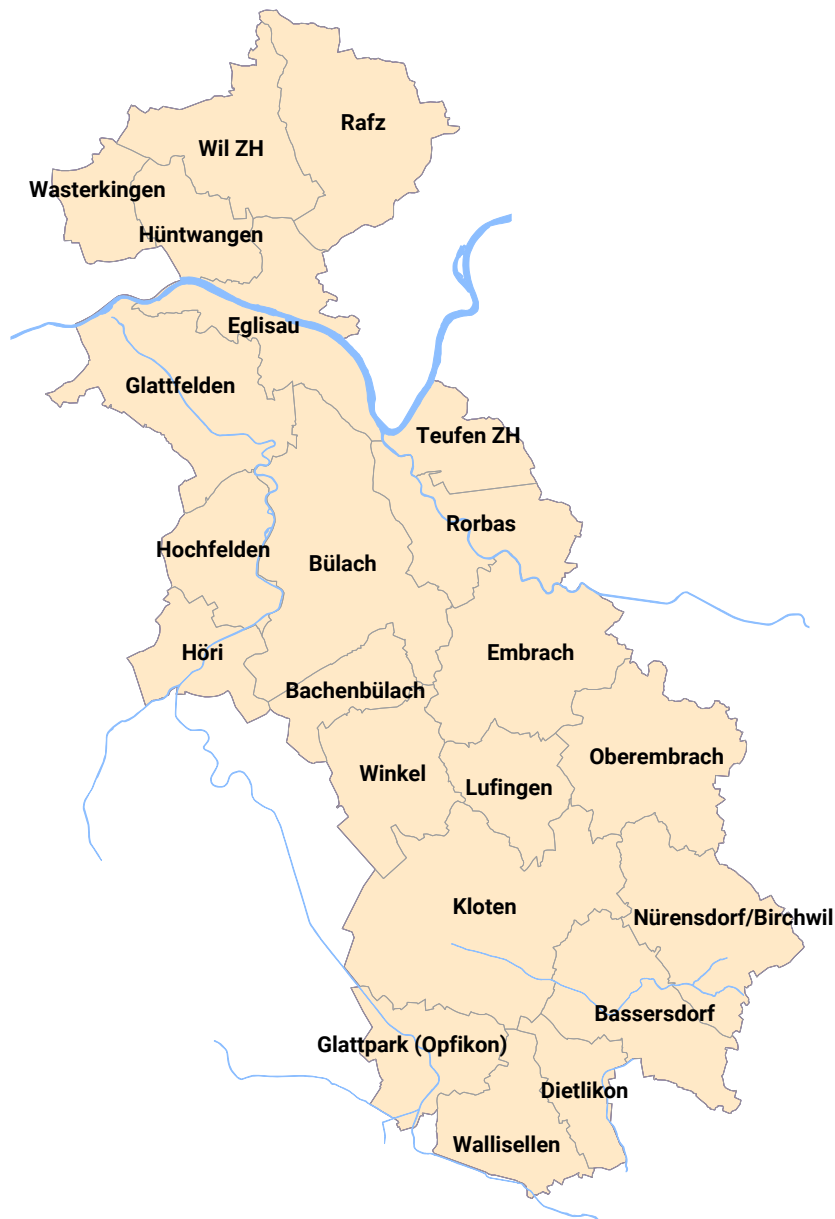 Rafz
Wil ZH
Wasterkingen
Hüntwangen
Eglisau
Glattfelden
Teufen ZH
Rorbas
Hochfelden
Bülach
Höri
Embrach
Bachenbülach
Oberembrach
Winkel
Lufingen
Kloten
Nürensdorf/Birchwil
Bassersdorf
Glattpark (Opfikon)
Dietlikon
Wallisellen